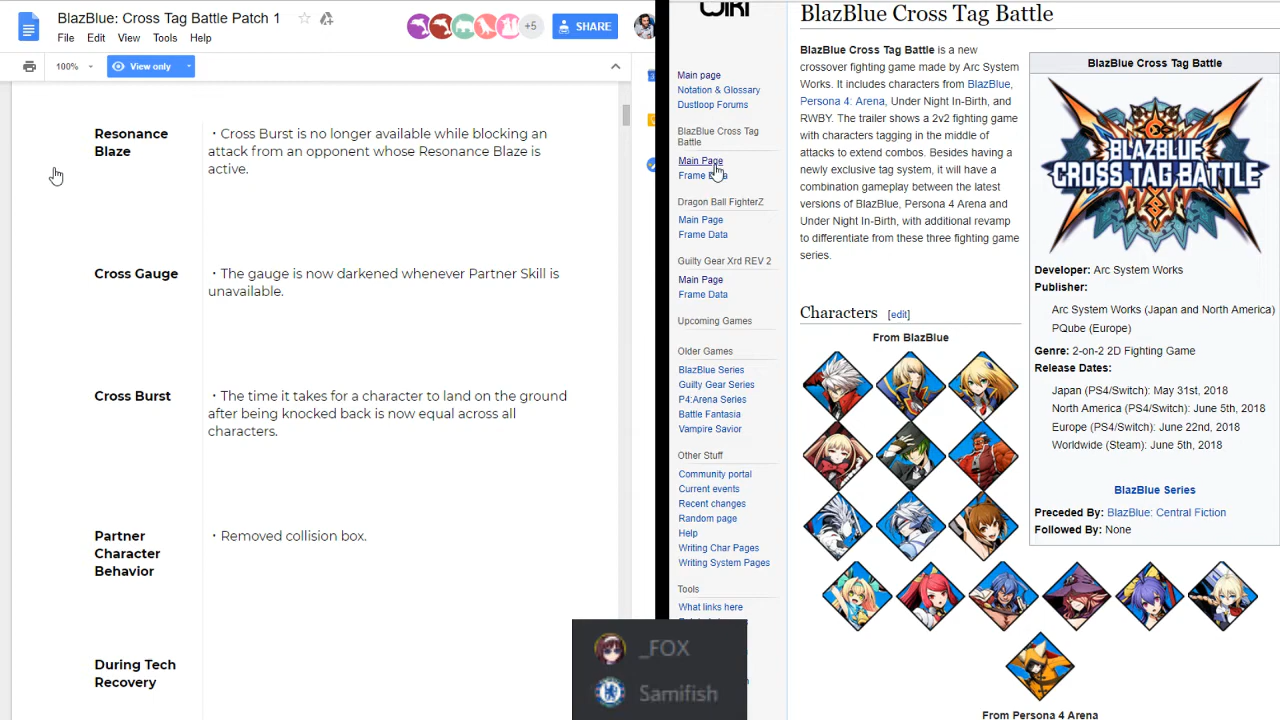 BlazBlue: Cross Tag Battle Patch 1
File Edit View Tools Help
+5
SHARE
100%
View only
Resonance
Blaze
・Cross Burst is no longer available while blocking an
attack from an opponent whose Resonance Blaze is
active.
Cross Gauge
・The gauge is now darkened whenever Partner Skill is
unavailable.
Cross Burst
・The time it takes for a character to land on the ground
after being knocked back is now equal across all
characters.
Partner
Character
Behavior
・Removed collision box.
During Tech
Recovery
_FOX
Samifish
Main page
Notation & Glossary
Dustloop Forums
BlazBlue Cross Tag
Battle
Main Page
Frame Data
Dragon Ball FighterZ
Main Page
Frame Data
Guilty Gear Xrd REV 2
Main Page
Frame Data
Upcoming Games
Older Games
BlazBlue Series
Guilty Gear Series
P4:Arena Series
Battle Fantasia
Vampire Savior
Other Stuff
Community portal
Current events
Recent changes
Random page
Help
Writing Char Pages
Writing System Pages
Tools
What links here
BlazBlue Cross Tag Battle
BlazBlue Cross Tag Battle is a new
crossover fighting game made by Arc System
Works. It includes characters from BlazBlue,
Persona 4: Arena, Under Night In-Birth, and
RWBY. The trailer shows a 2v2 fighting game
with characters tagging in the middle of
attacks to extend combos. Besides having a
newly exclusive tag system, it will have a
combination gameplay between the latest
versions of BlazBlue, Persona 4 Arena and
Under Night In-Birth, with additional revamp
to differentiate from these three fighting game
series.
Characters [edit]
From BlazBlue
From Persona 4 Arena
BlazBlue Cross Tag Battle
BLAZBLUE
CROSS TAG BATTLE
Developer: Arc System Works
Publisher:
Arc System Works (Japan and North America)
PQube (Europe)
Genre: 2-on-2 2D Fighting Game
Release Dates:
Japan (PS4/Switch): May 31st, 2018
North America (PS4/Switch): June 5th, 2018
Europe (PS4/Switch): June 22nd, 2018
Worldwide (Steam): June 5th, 2018
BlazBlue Series
Preceded By: BlazBlue: Central Fiction
Followed By: None